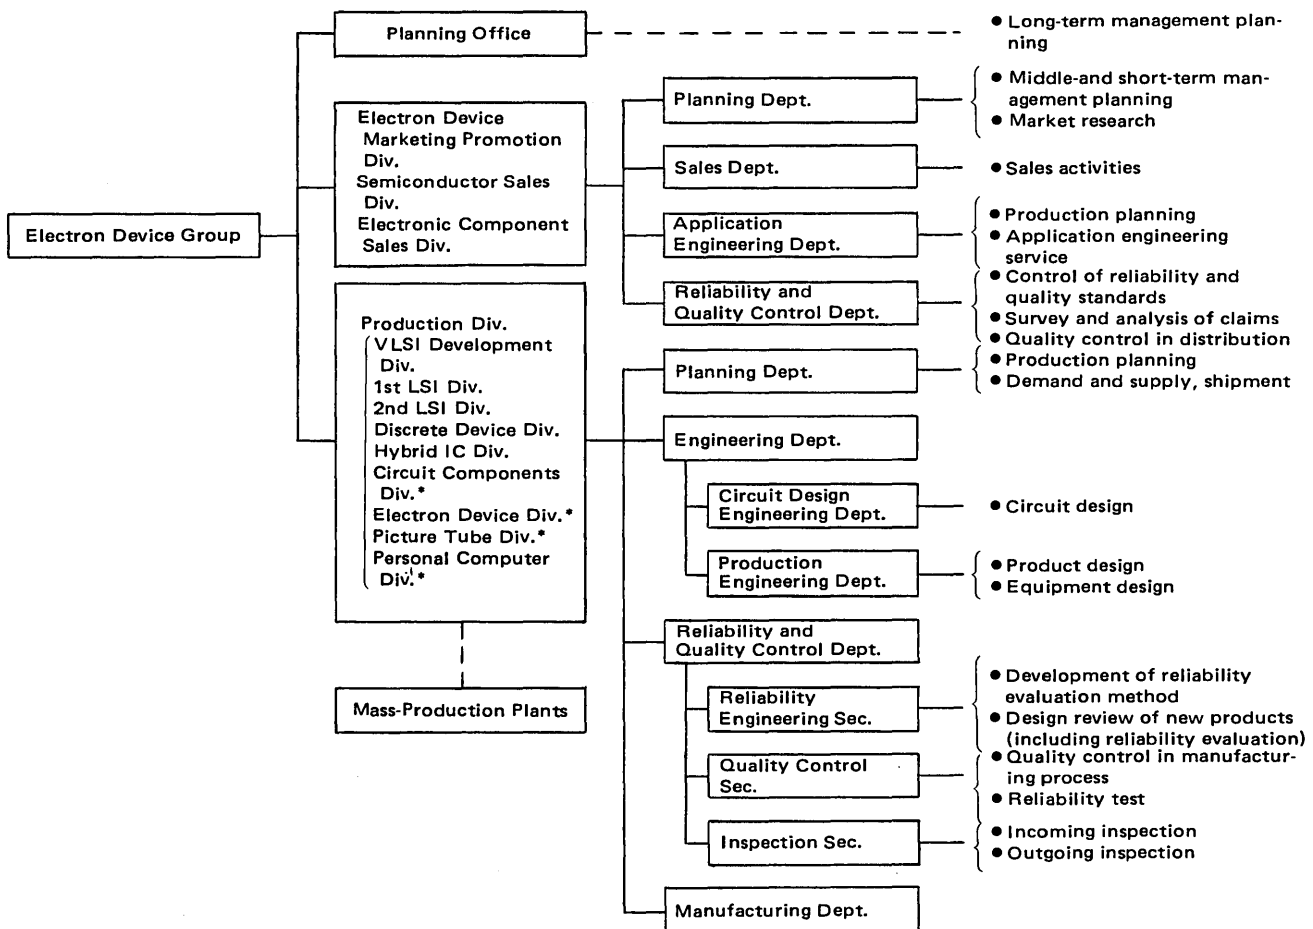 Planning Office
● Long-term management plan-
ning
Electron Device
Marketing Promotion
Div.
Semiconductor Sales
Div.
Electronic Component
Sales Div.
Planning Dept.
● Middle-and short-term man-
agement planning
● Market research
Sales Dept.
● Sales activities
Electron Device Group
Application
Engineering Dept.
● Production planning
● Application engineering
service
Reliability and
Quality Control Dept.
● Control of reliability and
quality standards
● Survey and analysis of claims
● Quality control in distribution
Production Div.
VLSI Development
Div.
1st LSI Div.
2nd LSI Div.
Discrete Device Div.
Hybrid IC Div.
Circuit Components
Div.*
Electron Device Div.*
Picture Tube Div.*
Personal Computer
Div.*
Planning Dept.
● Production planning
● Demand and supply, shipment
Engineering Dept.
Circuit Design
Engineering Dept.
● Circuit design
Production
Engineering Dept.
● Product design
● Equipment design
Reliability and
Quality Control Dept.
Mass-Production Plants
Reliability
Engineering Sec.
● Development of reliability
evaluation method
● Design review of new products
(including reliability evaluation)
Quality Control
Sec.
● Quality control in manufactur-
ing process
● Reliability test
Inspection Sec.
● Incoming inspection
● Outgoing inspection
Manufacturing Dept.